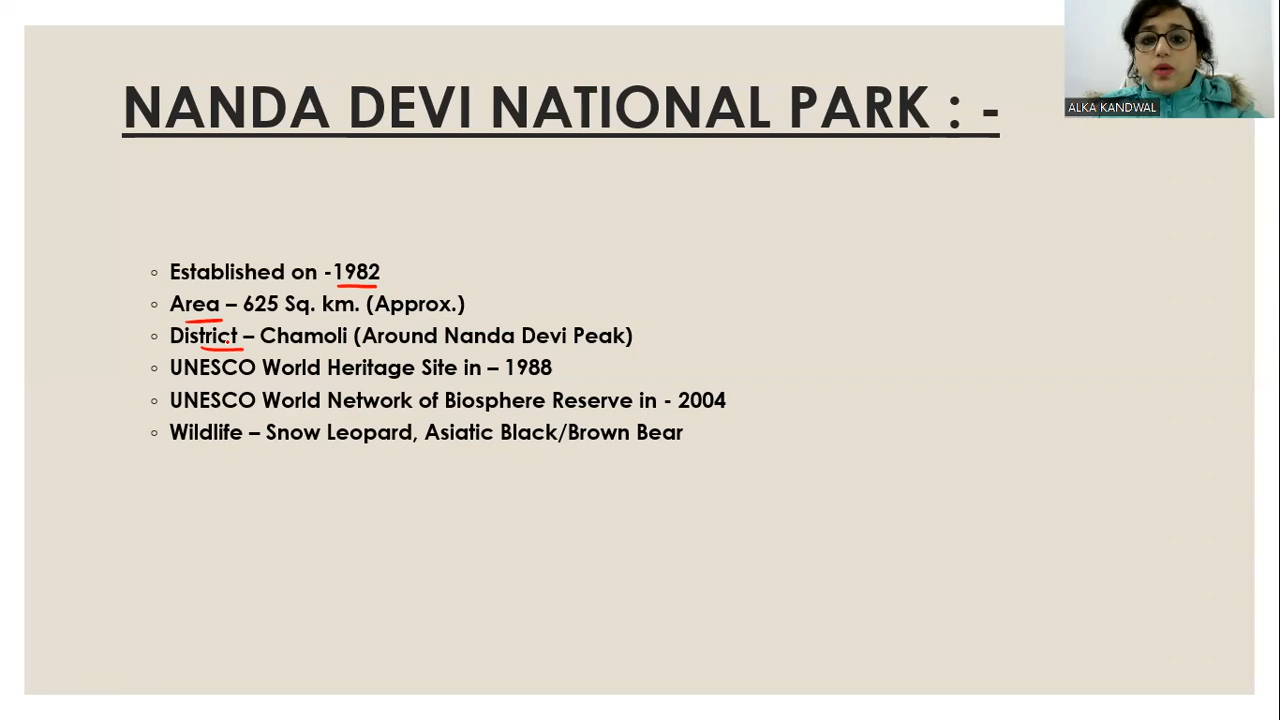 NANDA DEVI NATIONAL PARK : -
ALKA KANDWAL
◦ Established on -1982
◦ Area – 625 Sq. km. (Approx.)
◦ District – Chamoli (Around Nanda Devi Peak)
◦ UNESCO World Heritage Site in – 1988
◦ UNESCO World Network of Biosphere Reserve in - 2004
◦ Wildlife – Snow Leopard, Asiatic Black/Brown Bear